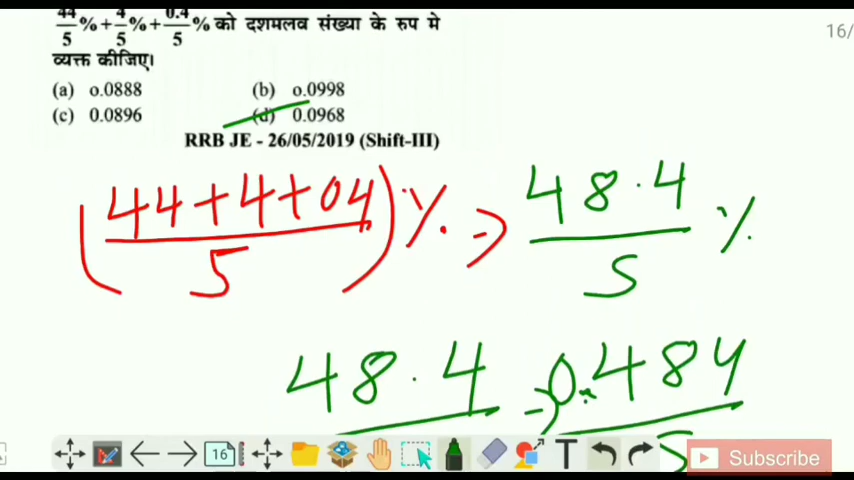 44/5 % + 4/5 % + 0.4/5 % को दशमलव संख्या के रुप मे
व्यक्त कीजिए।
(a) o.0888 (b) o.0998
(c) 0.0896 (d) 0.0968
RRB JE - 26/05/2019 (Shift-III)
(44+4+04/5)% => 48.4/5 %
48.4 => 0.484/5
16/
16
T
Subscribe